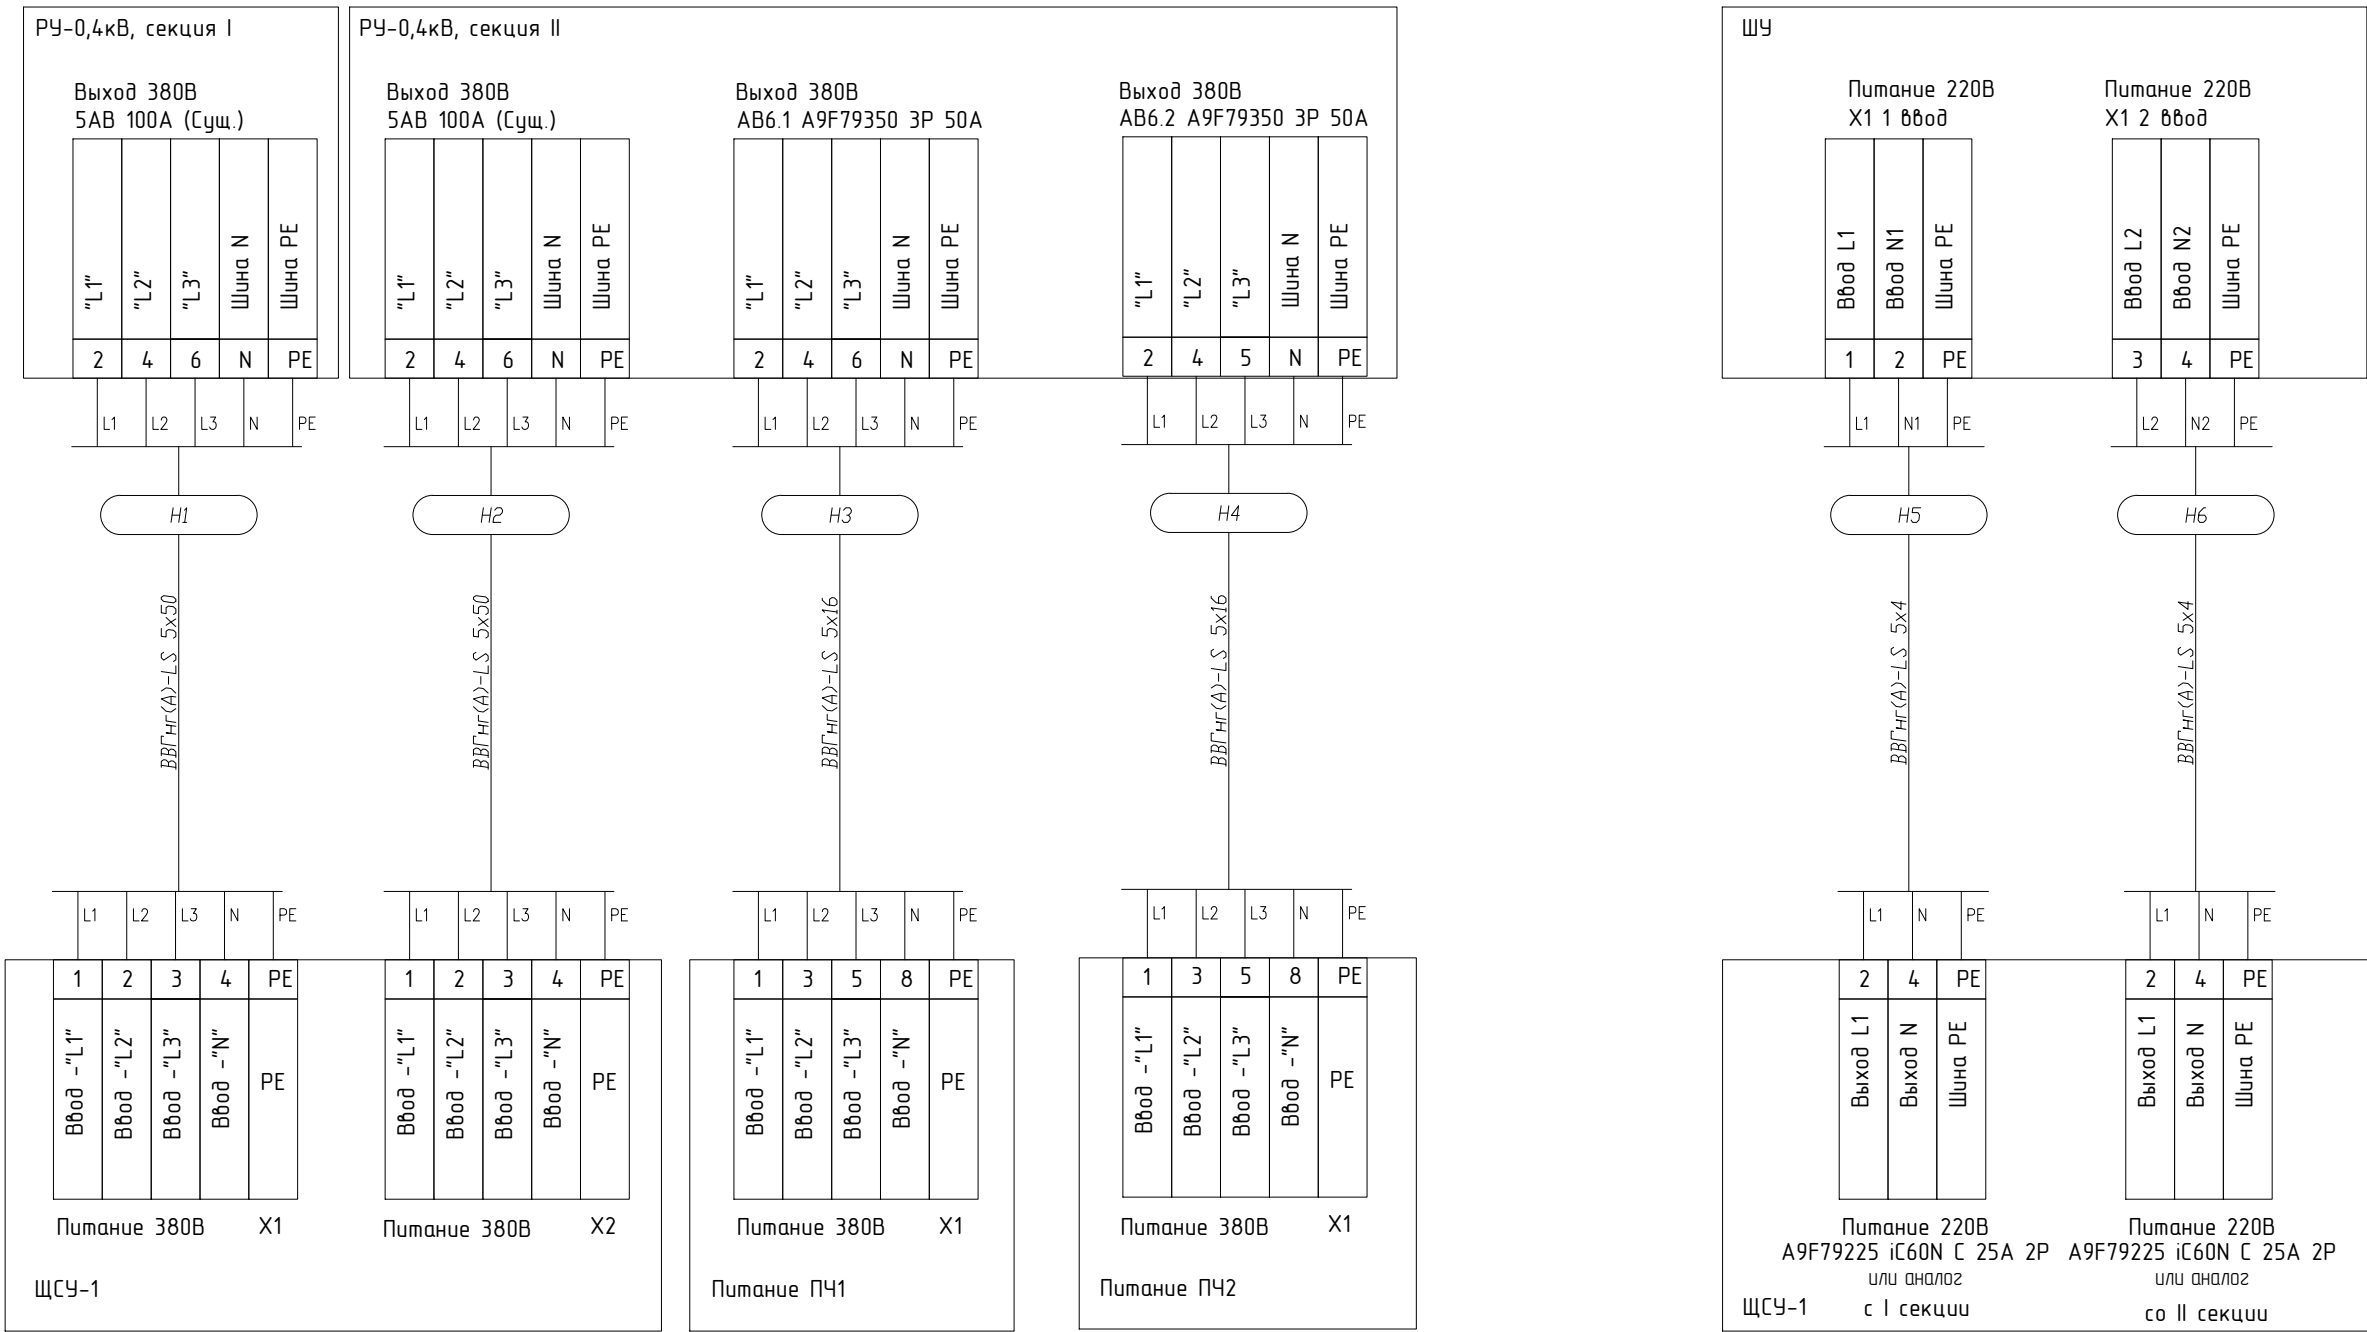 РУ-0,4кВ, секция I
Выход 380В
5АВ 100А (Сущ.)
"L1"
"L2"
"L3"
Шина N
Шина PE
2 4 6 N PE
L1 L2 L3 N PE
H1
ВВГнг(А)-LS 5х50
L1 L2 L3 N PE
1 2 3 4 PE
Ввод -"L1"
Ввод -"L2"
Ввод -"L3"
Ввод -"N"
PE
Питание 380В X1
РУ-0,4кВ, секция II
Выход 380В
5АВ 100А (Сущ.)
"L1"
"L2"
"L3"
Шина N
Шина PE
2 4 6 N PE
L1 L2 L3 N PE
H2
ВВГнг(А)-LS 5х50
L1 L2 L3 N PE
1 2 3 4 PE
Ввод -"L1"
Ввод -"L2"
Ввод -"L3"
Ввод -"N"
PE
Питание 380В X2
ЩСУ-1
Выход 380В
АВ6.1 A9F79350 3P 50A
"L1"
"L2"
"L3"
Шина N
Шина PE
2 4 6 N PE
L1 L2 L3 N PE
H3
ВВГнг(А)-LS 5х16
L1 L2 L3 N PE
1 3 5 8 PE
Ввод -"L1"
Ввод -"L2"
Ввод -"L3"
Ввод -"N"
PE
Питание 380В X1
Питание ПЧ1
Выход 380В
АВ6.2 A9F79350 3P 50A
"L1"
"L2"
"L3"
Шина N
Шина PE
2 4 5 N PE
L1 L2 L3 N PE
H4
ВВГнг(А)-LS 5х16
L1 L2 L3 N PE
1 3 5 8 PE
Ввод -"L1"
Ввод -"L2"
Ввод -"L3"
Ввод -"N"
PE
Питание 380В X1
Питание ПЧ2
ШУ
Питание 220В
X1 1 ввод
Ввод L1
Ввод N1
Шина PE
1 2 PE
L1 N1 PE
H5
ВВГнг(А)-LS 5х4
L1 N PE
2 4 PE
Выход L1
Выход N
Шина PE
Питание 220В
A9F79225 iC60N C 25A 2P
или аналог
ЩСУ-1 с I секции
Питание 220В
X1 2 ввод
Ввод L2
Ввод N2
Шина PE
3 4 PE
L2 N2 PE
H6
ВВГнг(А)-LS 5х4
L1 N PE
2 4 PE
Выход L1
Выход N
Шина PE
Питание 220В
A9F79225 iC60N C 25A 2P
или аналог
со II секции